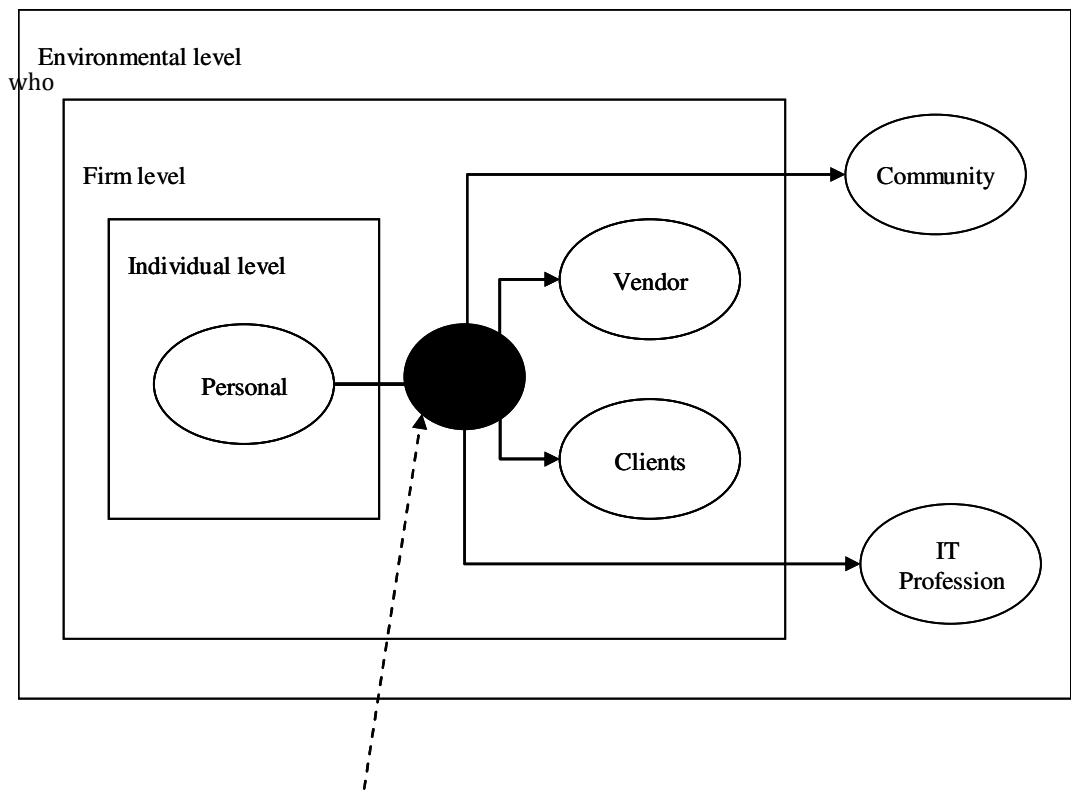 Environmental level
who
Firm level
Community
Individual level
Vendor
Personal
Clients
IT
Profession